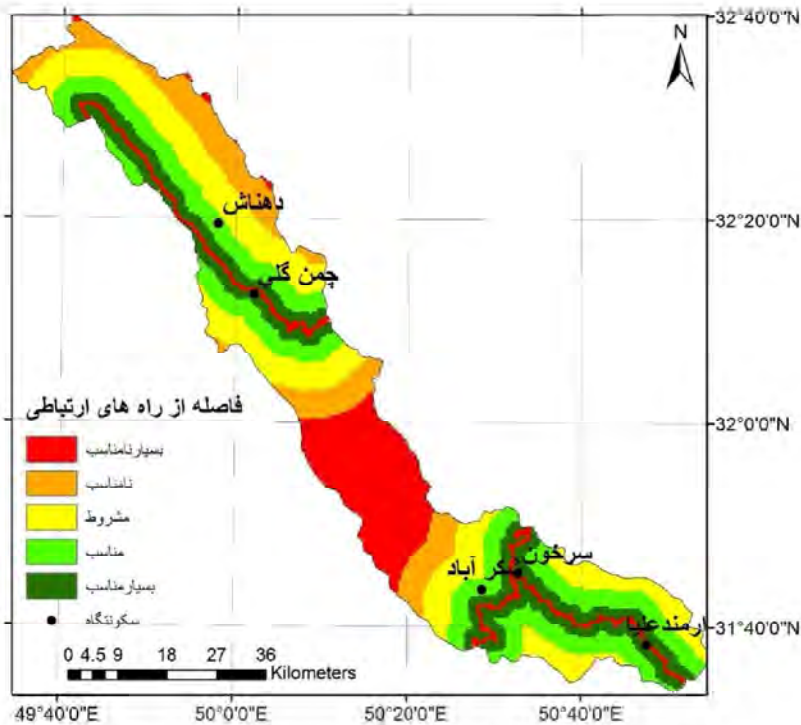 32°40'0"N
N
دهناش
32°20'0"N
چمن گلی
فاصله از راه های ارتباطی
32°0'0"N
بسیارنامناسب
نامناسب
مشروط
مناسب
بسیارمناسب
سکونتگاه
سرخون
شکر آباد
ارمندعلیا
31°40'0"N
0 4.5 9 18 27 36
Kilometers
49°40'0"E 50°0'0"E 50°20'0"E 50°40'0"E